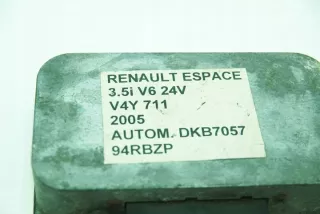 RENAULT ESPACE
3.5i V6 24V
V4Y 711
2005
AUTOM. DKB7057
94RBZP